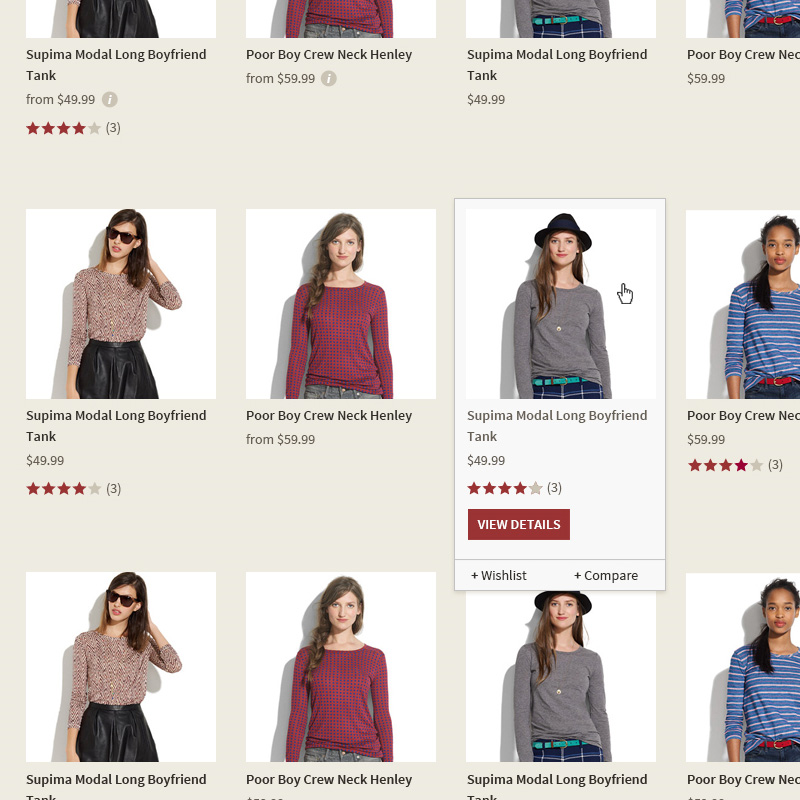 Supima Modal Long Boyfriend
Tank
from $49.99 i
(3)
Poor Boy Crew Neck Henley
from $59.99 i
Supima Modal Long Boyfriend
Tank
$49.99
Poor Boy Crew Nec
$59.99
Supima Modal Long Boyfriend
Tank
$49.99
(3)
Poor Boy Crew Neck Henley
from $59.99
Supima Modal Long Boyfriend
Tank
$49.99
(3)
VIEW DETAILS
+ Wishlist
+ Compare
Poor Boy Crew Nec
$59.99
(3)
Supima Modal Long Boyfriend
Tank
Poor Boy Crew Neck Henley
Supima Modal Long Boyfriend
Tank
Poor Boy Crew Nec